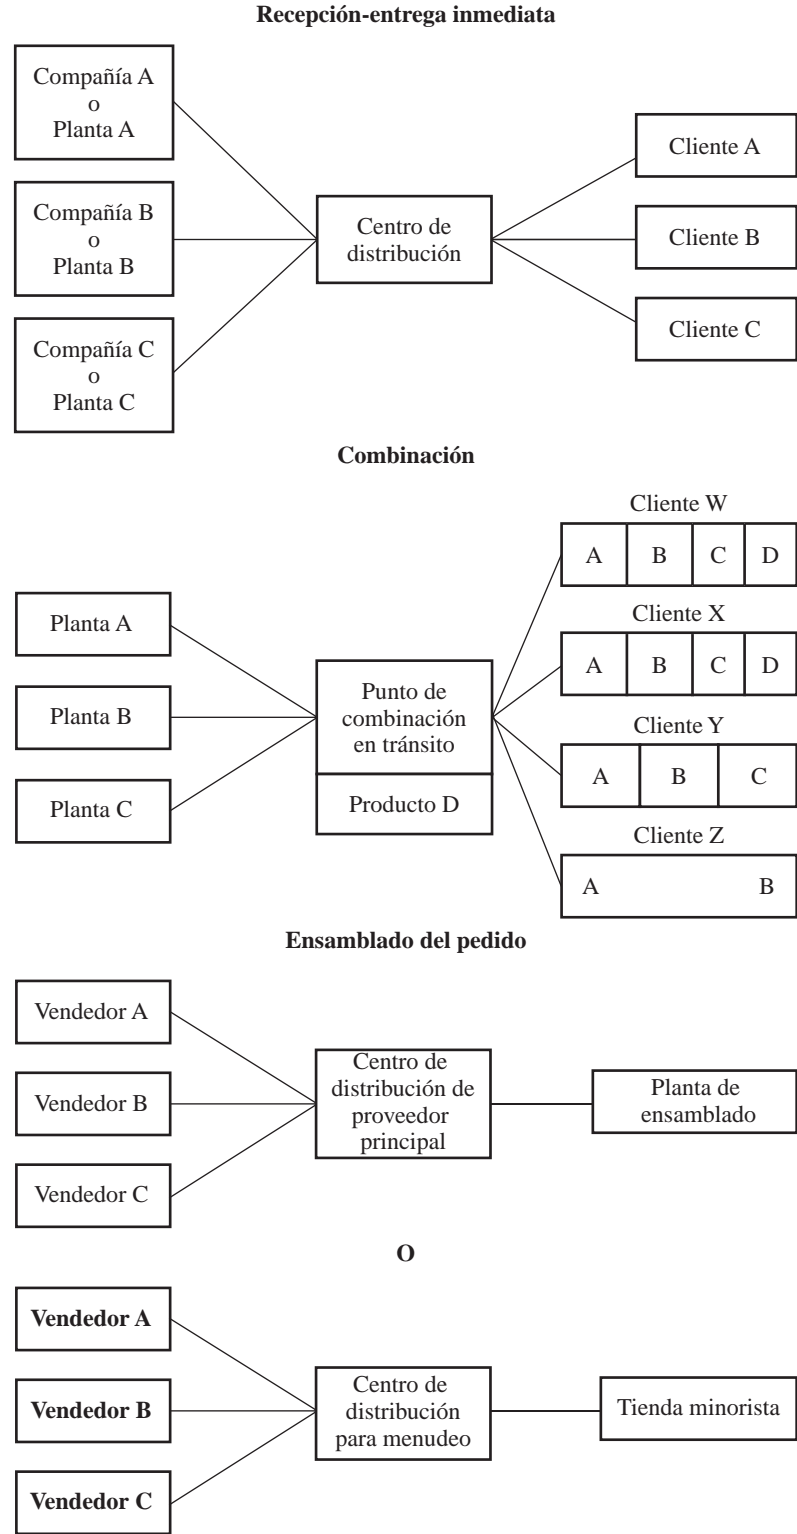 Recepción-entrega inmediata
Compañía A
o
Planta A
Compañía B
o
Planta B
Compañía C
o
Planta C
Centro de
distribución
Cliente A
Cliente B
Cliente C
Combinación
Planta A
Planta B
Planta C
Punto de
combinación
en tránsito
Producto D
Cliente W
A B C D
Cliente X
A B C D
Cliente Y
A B C
Cliente Z
A B
Ensamblado del pedido
Vendedor A
Vendedor B
Vendedor C
Centro de
distribución de
proveedor
principal
Planta de
ensamblado
O
Vendedor A
Vendedor B
Vendedor C
Centro de
distribución
para menudeo
Tienda minorista